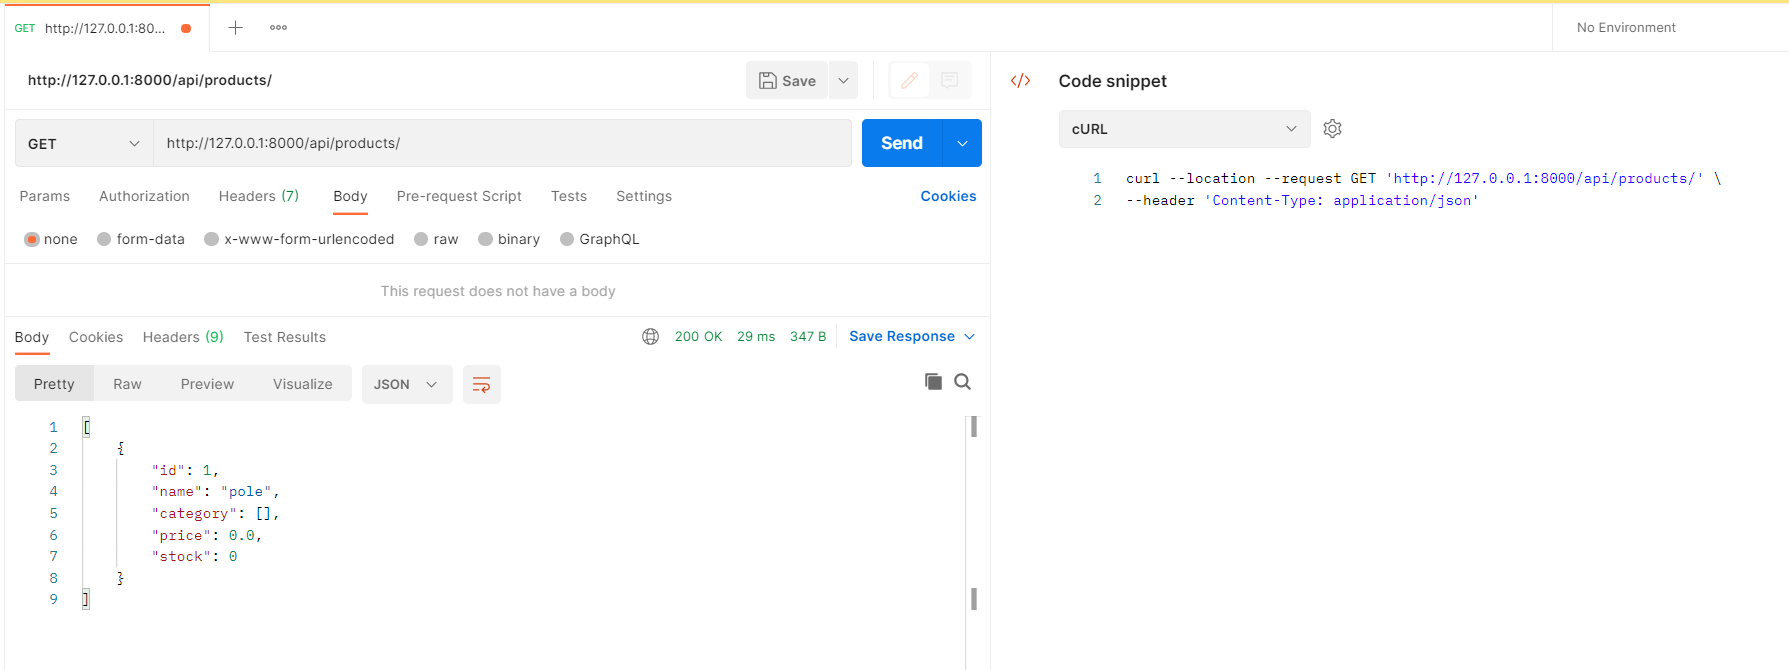 GET http://127.0.0.1:80...
No Environment
http://127.0.0.1:8000/api/products/
Save
GET
http://127.0.0.1:8000/api/products/
Send
Params Authorization Headers (7) Body Pre-request Script Tests Settings Cookies
none form-data x-www-form-urlencoded raw binary GraphQL
This request does not have a body
Body Cookies Headers (9) Test Results 200 OK 29 ms 347 B Save Response
Pretty Raw Preview Visualize JSON
1 [
2 {
3 "id": 1,
4 "name": "pole",
5 "category": [],
6 "price": 0.0,
7 "stock": 0
8 }
9 ]
</> Code snippet
cURL
1 curl --location --request GET 'http://127.0.0.1:8000/api/products/' \
2 --header 'Content-Type: application/json'